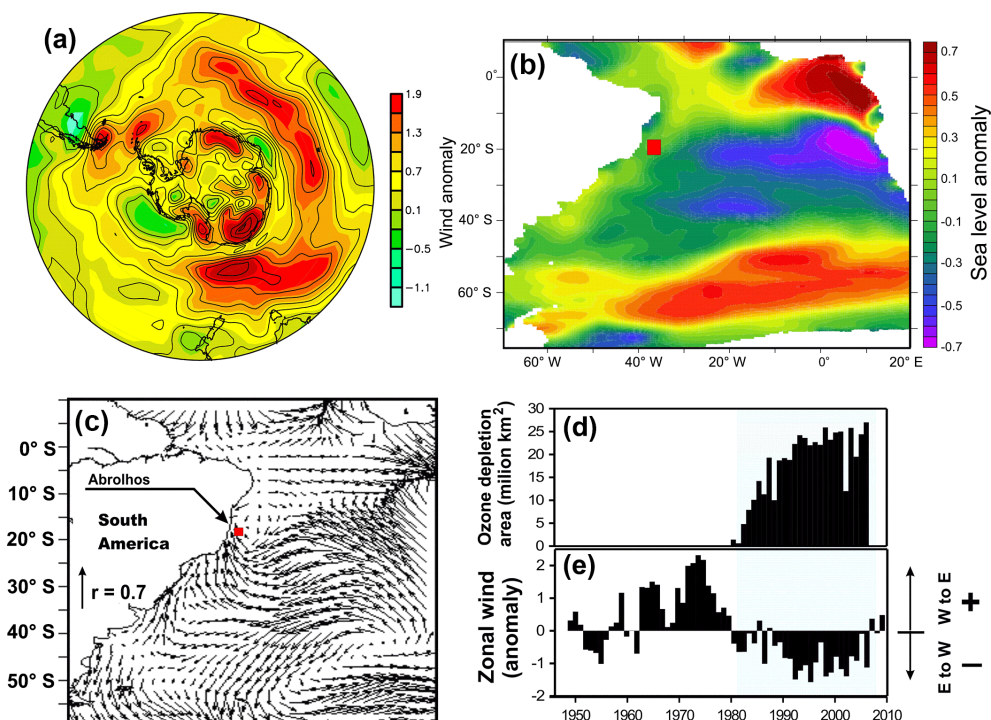 (a)
1.9
1.3
0.7
0.1
−0.5
−1.1
Wind anomaly
(b)
0°
20° S
40° S
60° S
60° W
40° W
20° W
0°
20° E
0.7
0.5
0.3
0.1
-0.1
-0.3
-0.5
-0.7
Sea level anomaly
(c)
0° S
10° S
20° S
30° S
40° S
50° S
Abrolhos
South
America
r = 0.7
(d)
Ozone depletion
area (milion km²)
30
25
20
15
10
5
0
(e)
Zonal wind
(anomaly)
2
1
0
-1
-2
1950
1960
1970
1980
1990
2000
2010
E to W
W to E
−
+